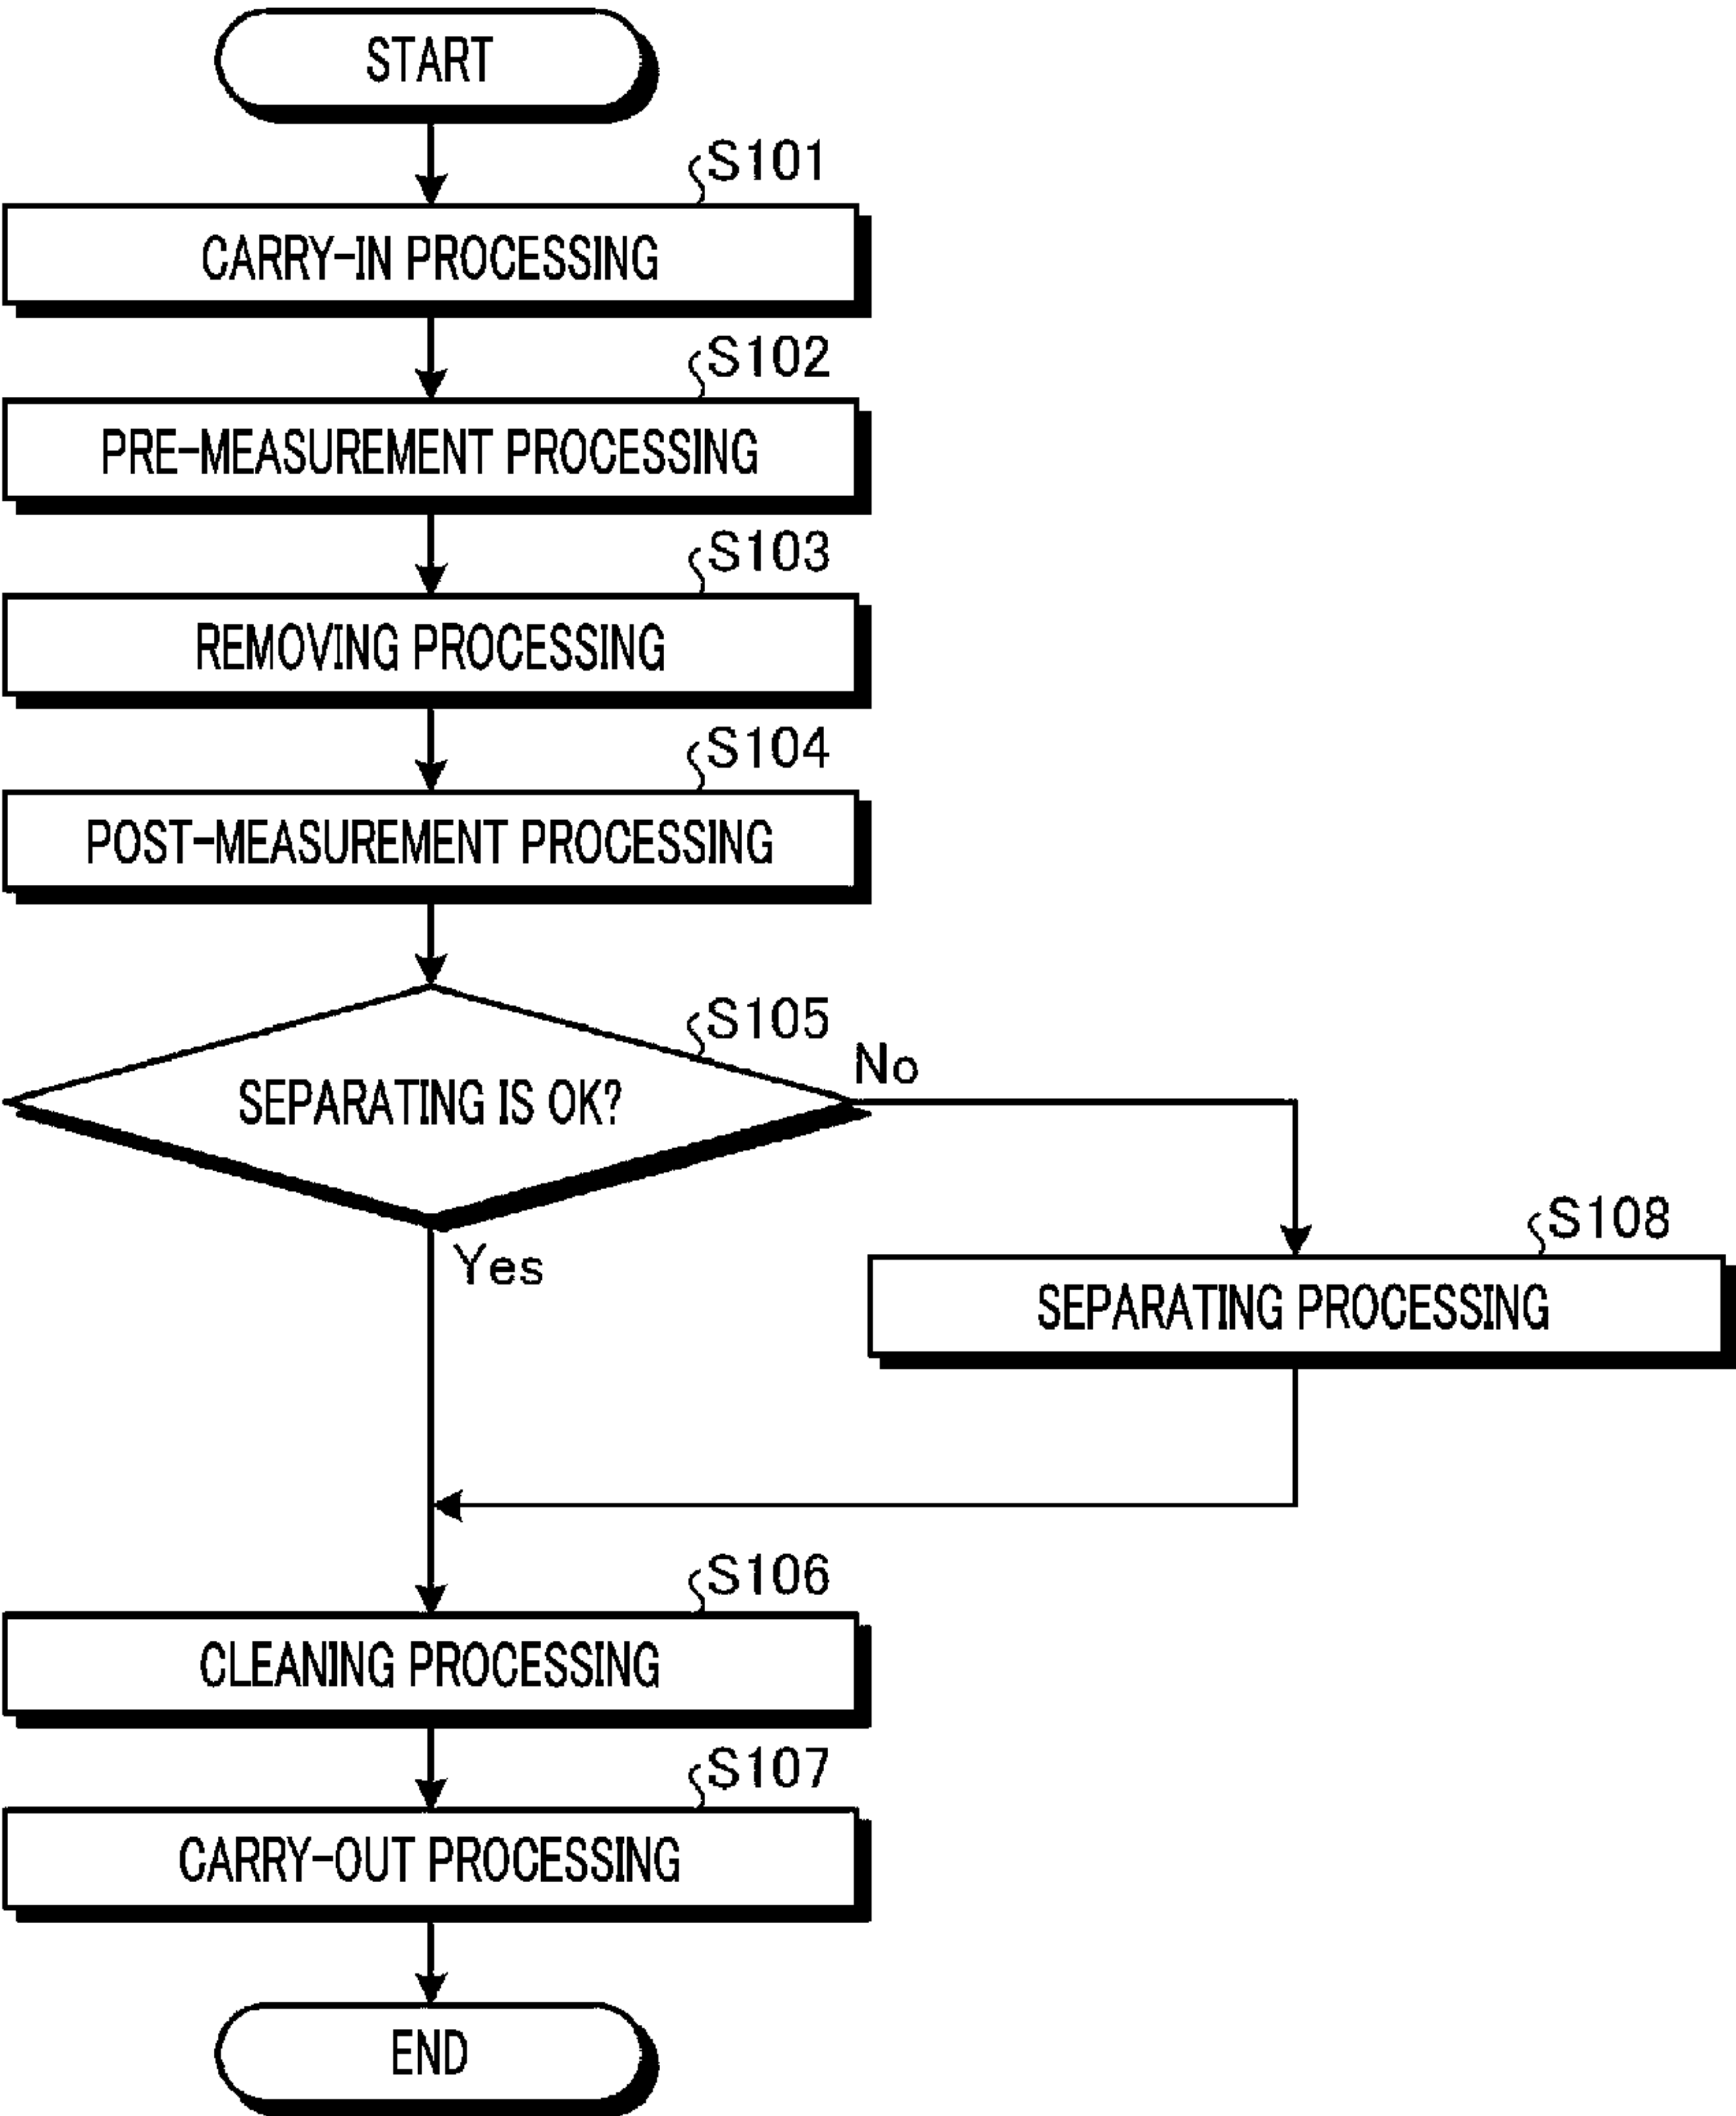 START
S101
CARRY-IN PROCESSING
S102
PRE-MEASUREMENT PROCESSING
S103
REMOVING PROCESSING
S104
POST-MEASUREMENT PROCESSING
S105
SEPARATING IS OK?
No
Yes
S108
SEPARATING PROCESSING
S106
CLEANING PROCESSING
S107
CARRY-OUT PROCESSING
END